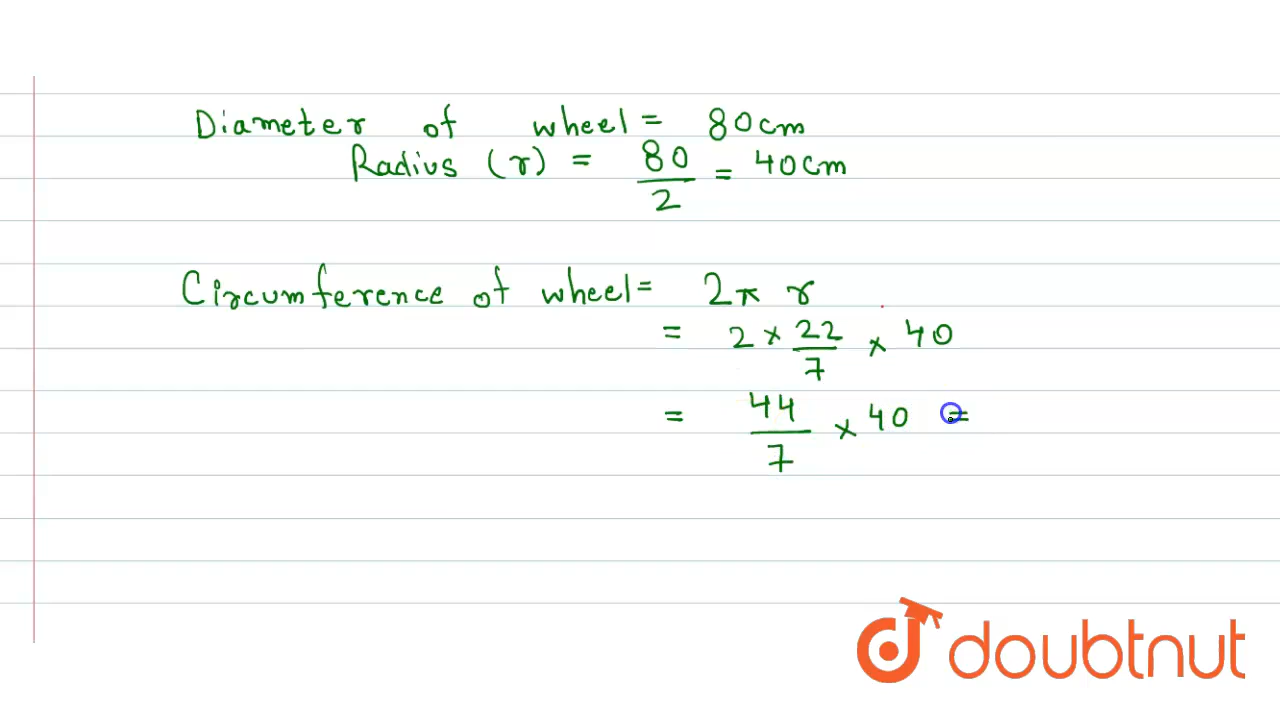 Diameter of wheel = 80cm
Radius (r) = 80/2 = 40cm
Circumference of wheel = 2π r
= 2 × 22/7 × 40
= 44/7 × 40 =
doubtnut